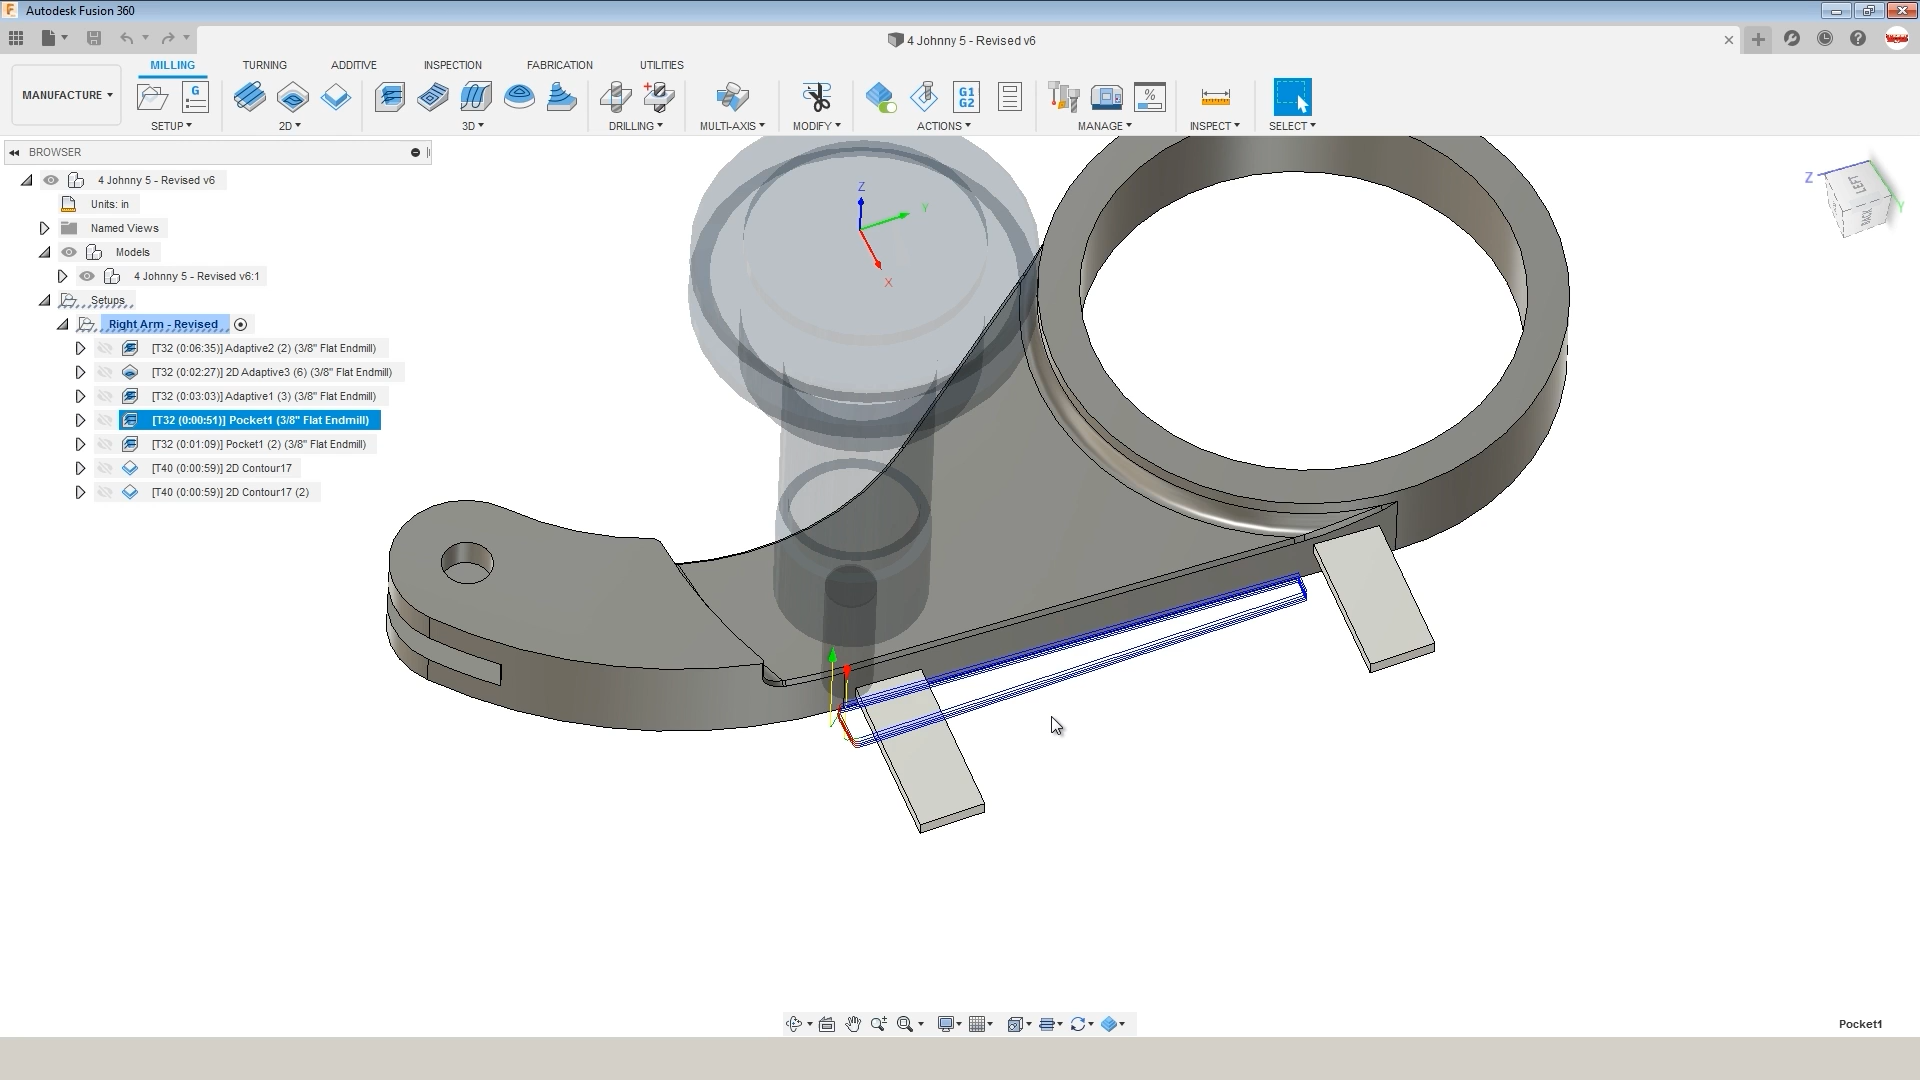 Autodesk Fusion 360
4 Johnny 5 - Revised v6
MILLING TURNING ADDITIVE INSPECTION FABRICATION UTILITIES
MANUFACTURE
G
G1
G2
%
SETUP 2D 3D DRILLING MULTI-AXIS MODIFY ACTIONS MANAGE INSPECT SELECT
BROWSER
4 Johnny 5 - Revised v6
Units: in
Named Views
Models
4 Johnny 5 - Revised v6:1
Setups
Right Arm - Revised
[T32 (0:06:35)] Adaptive2 (2) (3/8" Flat Endmill)
[T32 (0:02:27)] 2D Adaptive3 (6) (3/8" Flat Endmill)
[T32 (0:03:03)] Adaptive1 (3) (3/8" Flat Endmill)
[T32 (0:00:51)] Pocket1 (3/8" Flat Endmill)
[T32 (0:01:09)] Pocket1 (2) (3/8" Flat Endmill)
[T40 (0:00:59)] 2D Contour17
[T40 (0:00:59)] 2D Contour17 (2)
Z
Y
X
Z
LEFT
BACK
Y
Pocket1